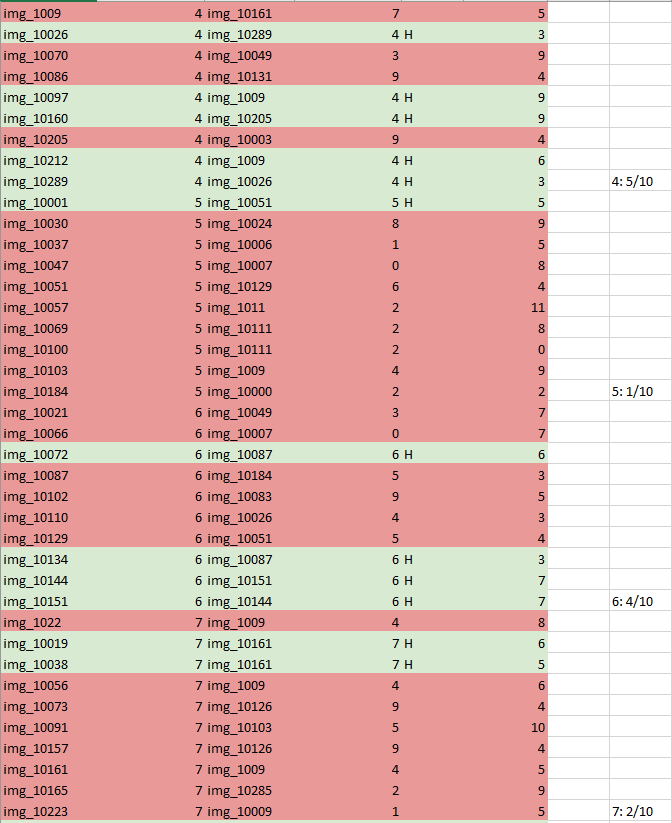 img_1009 4 img_10161 7 5
img_10026 4 img_10289 4 H 3
img_10070 4 img_10049 3 9
img_10086 4 img_10131 9 4
img_10097 4 img_1009 4 H 9
img_10160 4 img_10205 4 H 9
img_10205 4 img_10003 9 4
img_10212 4 img_1009 4 H 6
img_10289 4 img_10026 4 H 3 4: 5/10
img_10001 5 img_10051 5 H 5
img_10030 5 img_10024 8 9
img_10037 5 img_10006 1 5
img_10047 5 img_10007 0 8
img_10051 5 img_10129 6 4
img_10057 5 img_1011 2 11
img_10069 5 img_10111 2 8
img_10100 5 img_10111 2 0
img_10103 5 img_1009 4 9
img_10184 5 img_10000 2 2 5: 1/10
img_10021 6 img_10049 3 7
img_10066 6 img_10007 0 7
img_10072 6 img_10087 6 H 6
img_10087 6 img_10184 5 3
img_10102 6 img_10083 9 5
img_10110 6 img_10026 4 3
img_10129 6 img_10051 5 4
img_10134 6 img_10087 6 H 3
img_10144 6 img_10151 6 H 7
img_10151 6 img_10144 6 H 7 6: 4/10
img_1022 7 img_1009 4 8
img_10019 7 img_10161 7 H 6
img_10038 7 img_10161 7 H 5
img_10056 7 img_1009 4 6
img_10073 7 img_10126 9 4
img_10091 7 img_10103 5 10
img_10157 7 img_10126 9 4
img_10161 7 img_1009 4 5
img_10165 7 img_10285 2 9
img_10223 7 img_10009 1 5 7: 2/10